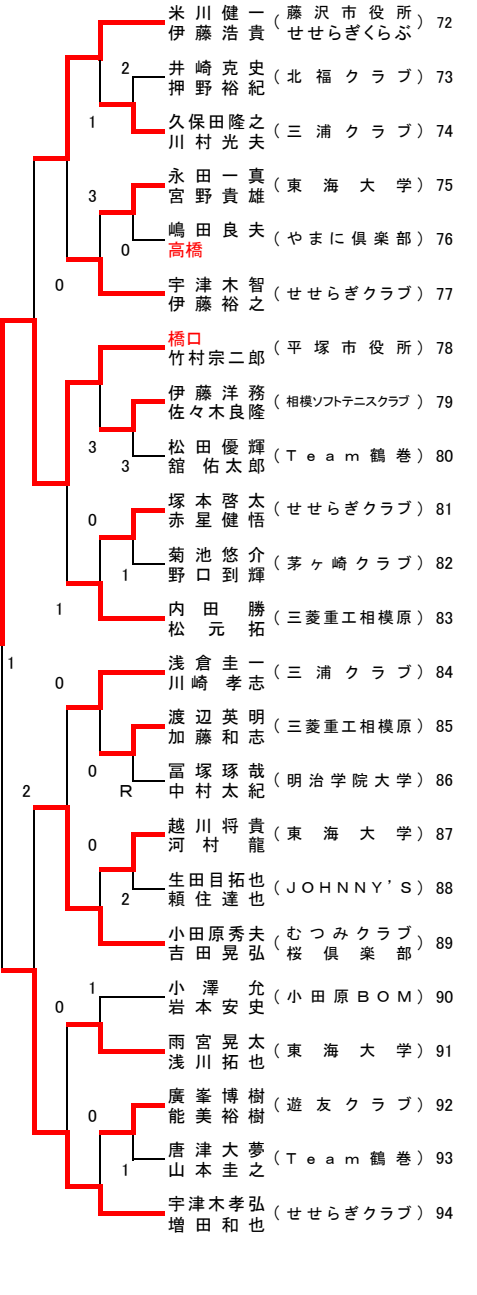 米川健一（藤沢市役所）72
伊藤浩貴 せせらぎくらぶ
2 井崎克史（北福クラブ）73
押野裕紀
1 久保田隆之（三浦クラブ）74
川村光夫
3 永田一真（東海大学）75
宮野貴雄
嶋田良夫（やまに倶楽部）76
0 高橋
0 宇津木智（せせらぎクラブ）77
伊藤裕之
橋口（平塚市役所）78
竹村宗二郎
伊藤洋務（相模ソフトテニスクラブ）79
佐々木良隆
3 松田優輝（Ｔｅａｍ鶴巻）80
3 舘佑太郎
0 塚本啓太（せせらぎクラブ）81
赤星健悟
菊池悠介（茅ヶ崎クラブ）82
1 野口到輝
1 内田勝（三菱重工相模原）83
松元拓
1 浅倉圭一（三浦クラブ）84
0 川崎孝志
渡辺英明（三菱重工相模原）85
加藤和志
0 冨塚琢哉（明治学院大学）86
2 R 中村太紀
越川将貴（東海大学）87
0 河村龍
生田目拓也（ＪＯＨＮＮＹ’Ｓ）88
2 頼住達也
小田原秀夫（むつみクラブ）89
吉田晃弘 桜倶楽部
1 小澤允（小田原ＢＯＭ）90
0 岩本安史
雨宮晃太（東海大学）91
浅川拓也
廣峯博樹（遊友クラブ）92
0 能美裕樹
唐津大夢（Ｔｅａｍ鶴巻）93
1 山本圭之
宇津木孝弘（せせらぎクラブ）94
増田和也